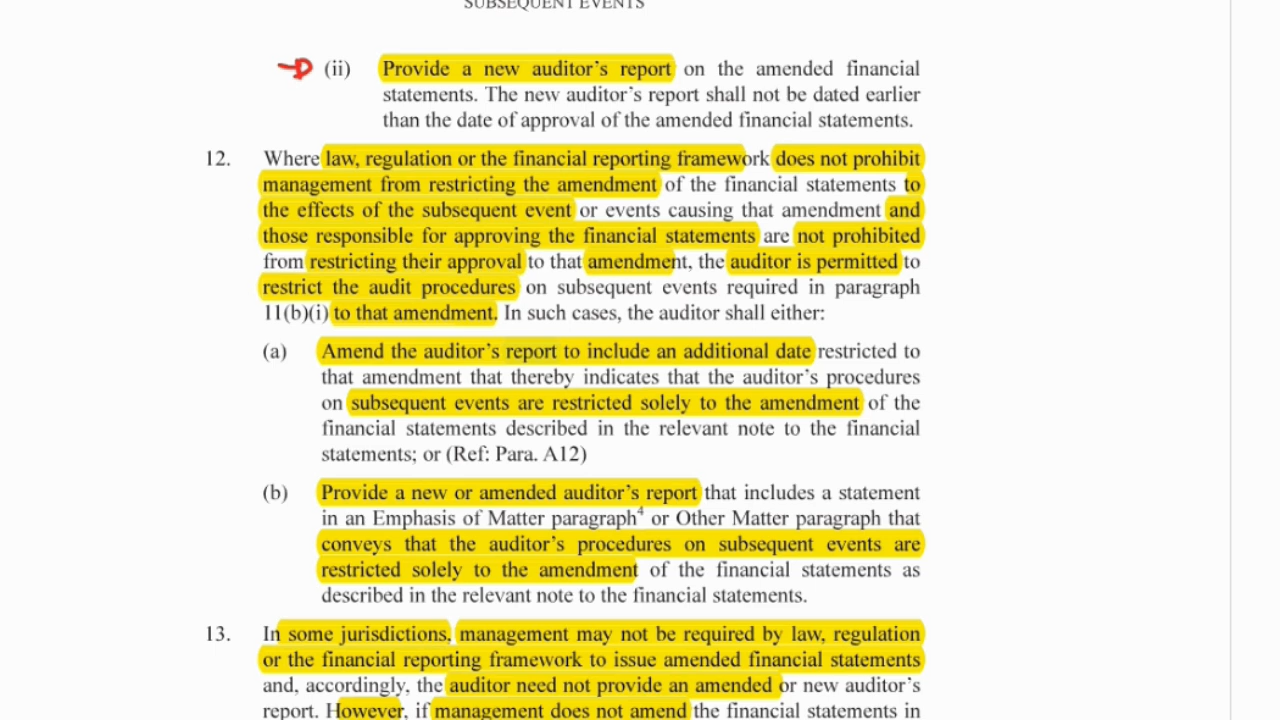 SUBSEQUENT EVENTS
(ii) Provide a new auditor's report on the amended financial
statements. The new auditor's report shall not be dated earlier
than the date of approval of the amended financial statements.
12. Where law, regulation or the financial reporting framework does not prohibit
management from restricting the amendment of the financial statements to
the effects of the subsequent event or events causing that amendment and
those responsible for approving the financial statements are not prohibited
from restricting their approval to that amendment, the auditor is permitted to
restrict the audit procedures on subsequent events required in paragraph
11(b)(i) to that amendment. In such cases, the auditor shall either:
(a) Amend the auditor's report to include an additional date restricted to
that amendment that thereby indicates that the auditor's procedures
on subsequent events are restricted solely to the amendment of the
financial statements described in the relevant note to the financial
statements; or (Ref: Para. A12)
(b) Provide a new or amended auditor's report that includes a statement
in an Emphasis of Matter paragraph⁴ or Other Matter paragraph that
conveys that the auditor's procedures on subsequent events are
restricted solely to the amendment of the financial statements as
described in the relevant note to the financial statements.
13. In some jurisdictions, management may not be required by law, regulation
or the financial reporting framework to issue amended financial statements
and, accordingly, the auditor need not provide an amended or new auditor's
report. However, if management does not amend the financial statements in